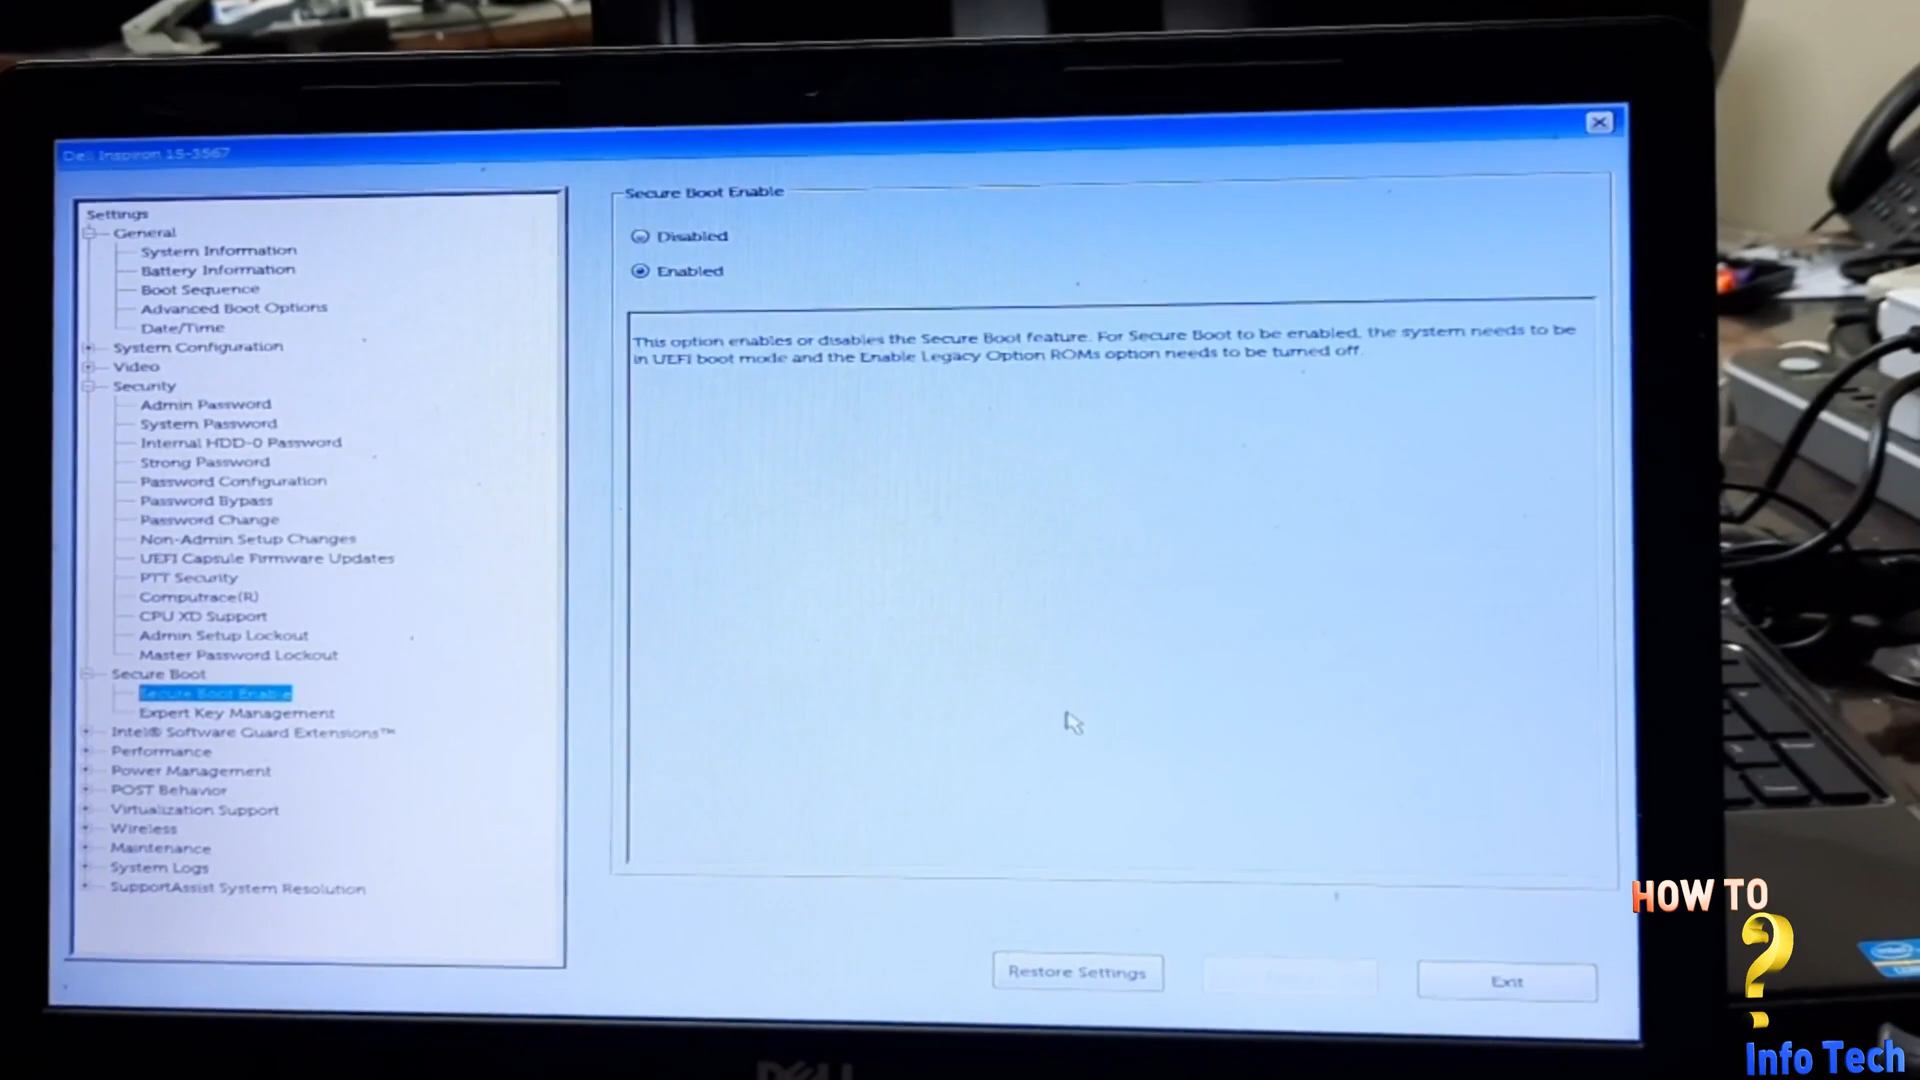 Dell Inspiron 15-3567
Settings
General
System Information
Battery Information
Boot Sequence
Advanced Boot Options
Date/Time
System Configuration
Video
Security
Admin Password
System Password
Internal HDD-0 Password
Strong Password
Password Configuration
Password Bypass
Password Change
Non-Admin Setup Changes
UEFI Capsule Firmware Updates
PTT Security
Computrace(R)
CPU XD Support
Admin Setup Lockout
Master Password Lockout
Secure Boot
Secure Boot Enable
Expert Key Management
Intel® Software Guard Extensions™
Performance
Power Management
POST Behavior
Virtualization Support
Wireless
Maintenance
System Logs
SupportAssist System Resolution
Secure Boot Enable
Disabled
Enabled
This option enables or disables the Secure Boot feature. For Secure Boot to be enabled, the system needs to be
in UEFI boot mode and the Enable Legacy Option ROMs option needs to be turned off.
Restore Settings
Exit
DELL
HOW TO
?
Info Tech
intel